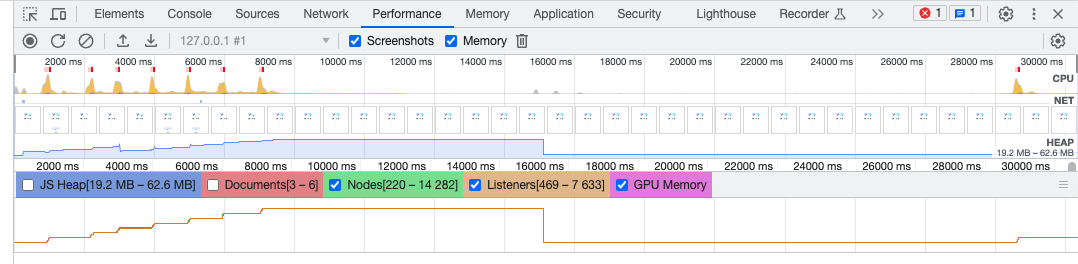 Elements Console Sources Network Performance Memory Application Security Lighthouse Recorder 1 1
127.0.0.1 #1 Screenshots Memory
2000 ms 4000 ms 6000 ms 8000 ms 10000 ms 12000 ms 14000 ms 16000 ms 18000 ms 20000 ms 22000 ms 24000 ms 26000 ms 28000 ms 30000 ms
CPU
NET
HEAP
19.2 MB – 62.6 MB
2000 ms 4000 ms 6000 ms 8000 ms 10000 ms 12000 ms 14000 ms 16000 ms 18000 ms 20000 ms 22000 ms 24000 ms 26000 ms 28000 ms 30000 ms
JS Heap[19.2 MB – 62.6 MB] Documents[3 – 6] Nodes[220 – 14 282] Listeners[469 – 7 633] GPU Memory